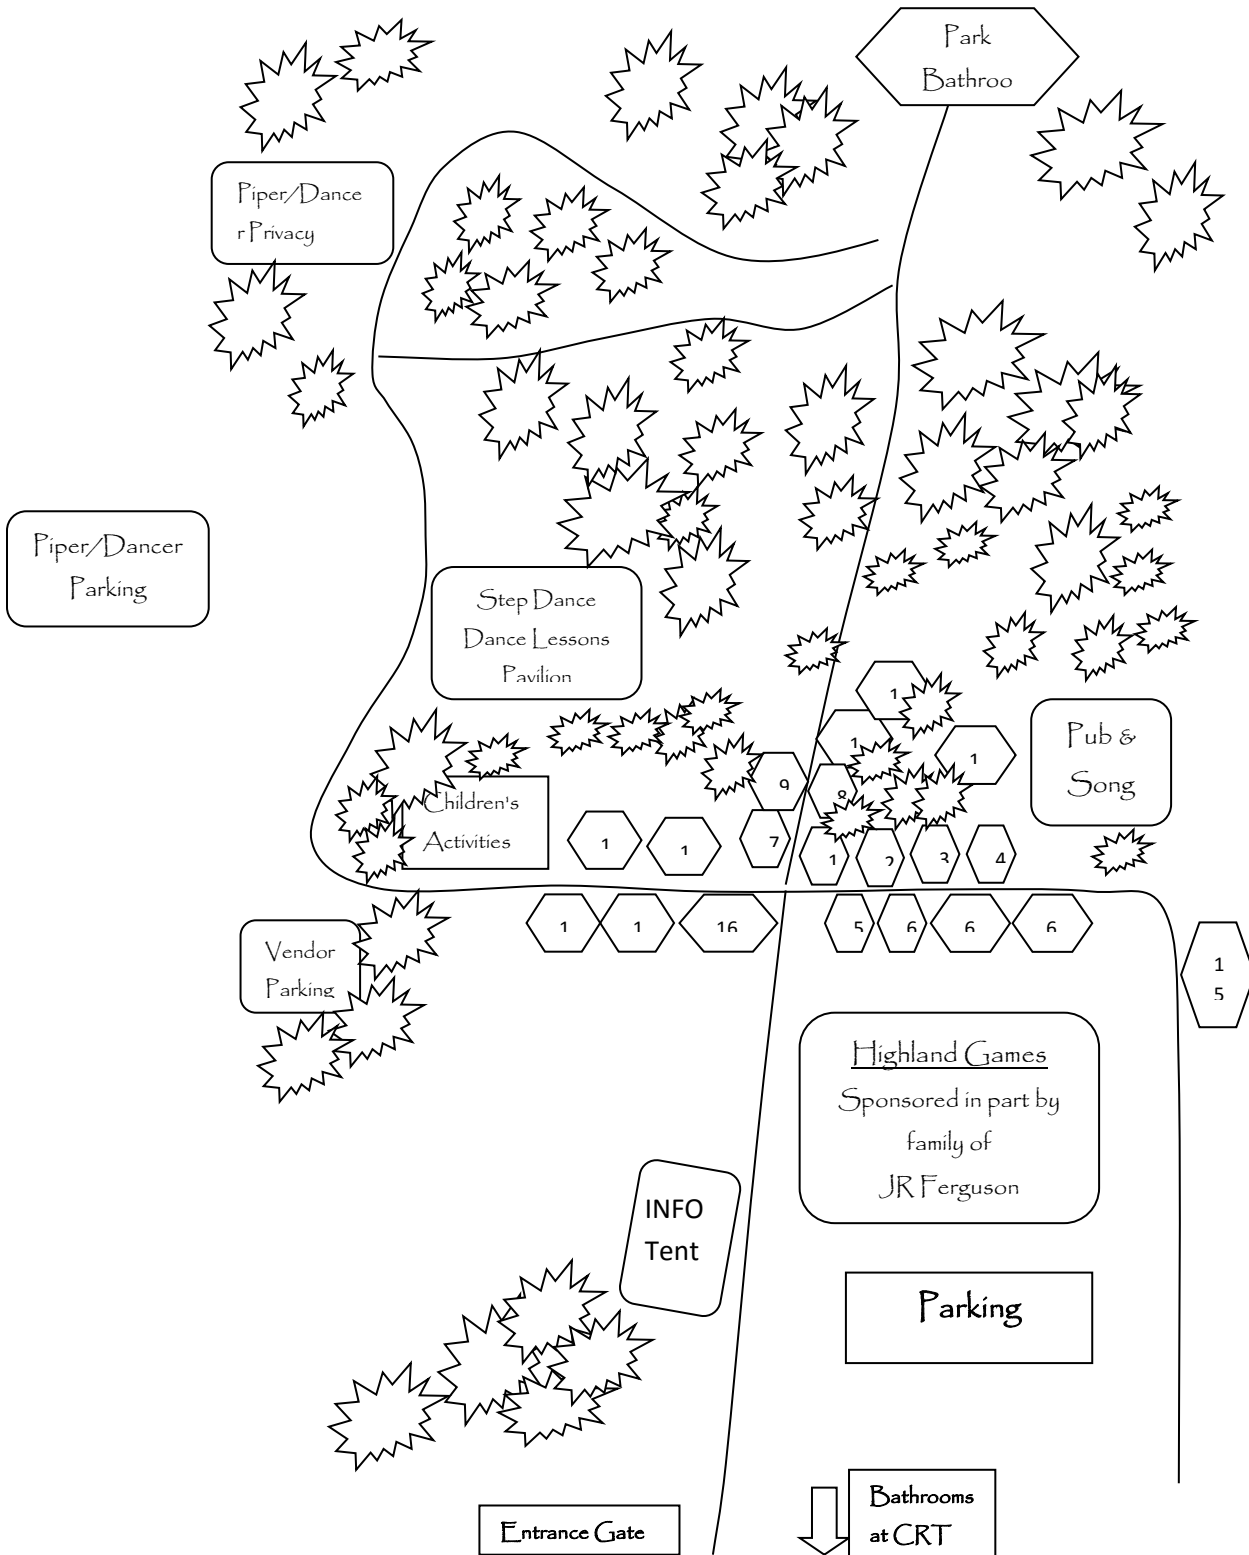 Park
Bathroo
Piper/Dance
r Privacy
Piper/Dancer
Parking
Step Dance
Dance Lessons
Pavilion
Pub &
Song
1
1
1
9
8
Children's
Activities
1
1
7
1
2
3
4
1
1
16
5
6
6
6
Vendor
Parking
1
5
Highland Games
Sponsored in part by
family of
JR Ferguson
INFO
Tent
Parking
Bathrooms
at CRT
Entrance Gate